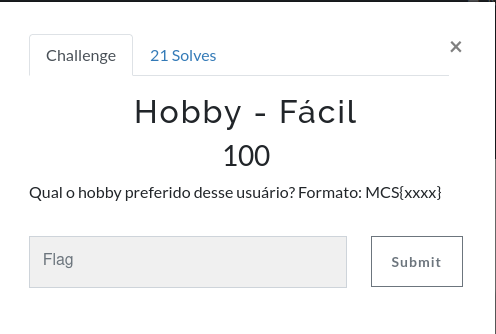 Challenge
21 Solves
×
Hobby - Fácil
100
Qual o hobby preferido desse usuário? Formato: MCS{xxxx}
Flag
Submit